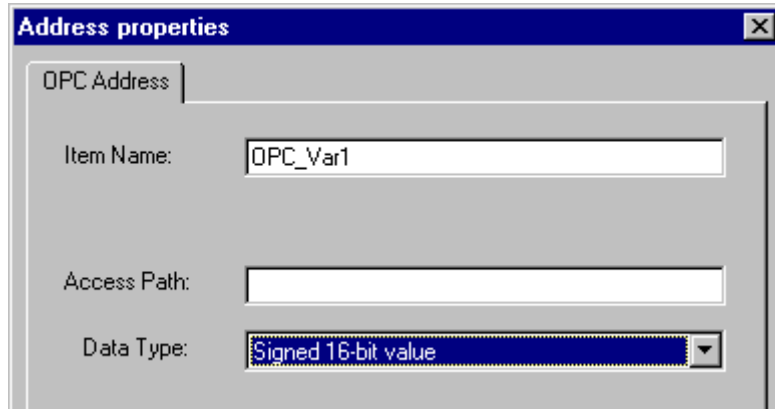 Address properties
OPC Address
Item Name: OPC_Var1
Access Path:
Data Type: Signed 16-bit value